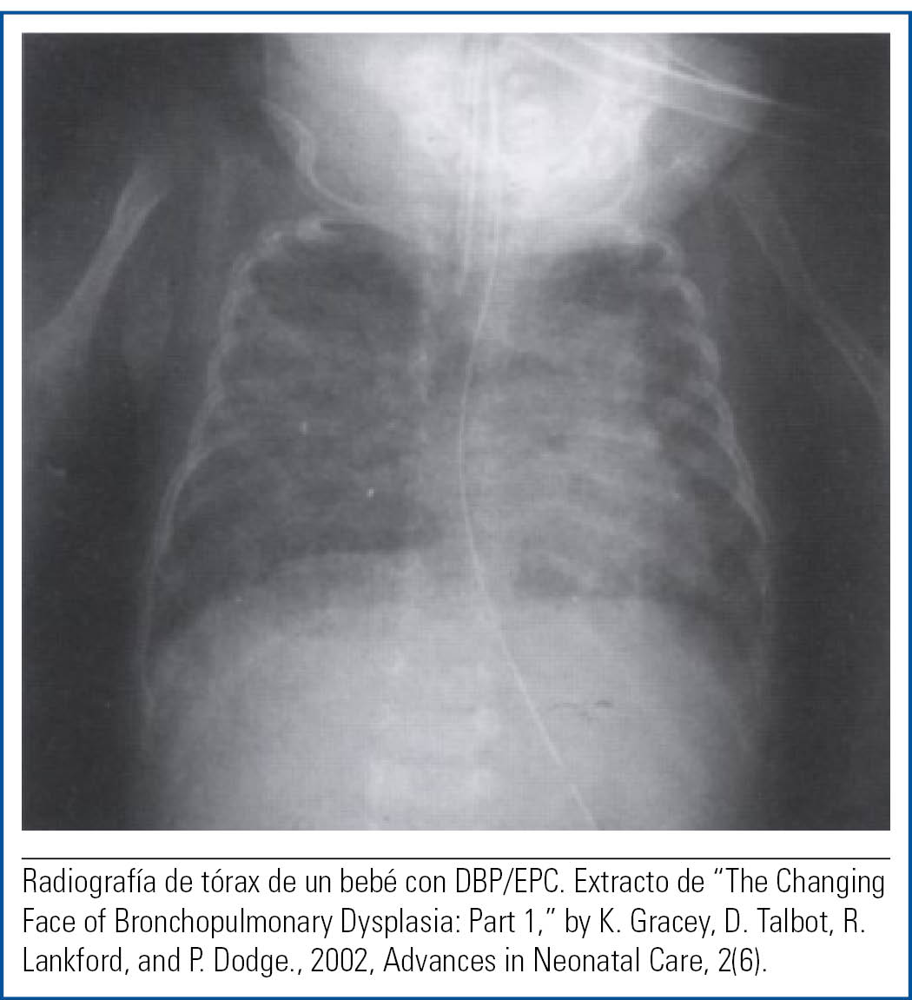 Radiografía de tórax de un bebé con DBP/EPC. Extracto de “The Changing
Face of Bronchopulmonary Dysplasia: Part 1,” by K. Gracey, D. Talbot, R.
Lankford, and P. Dodge., 2002, Advances in Neonatal Care, 2(6).